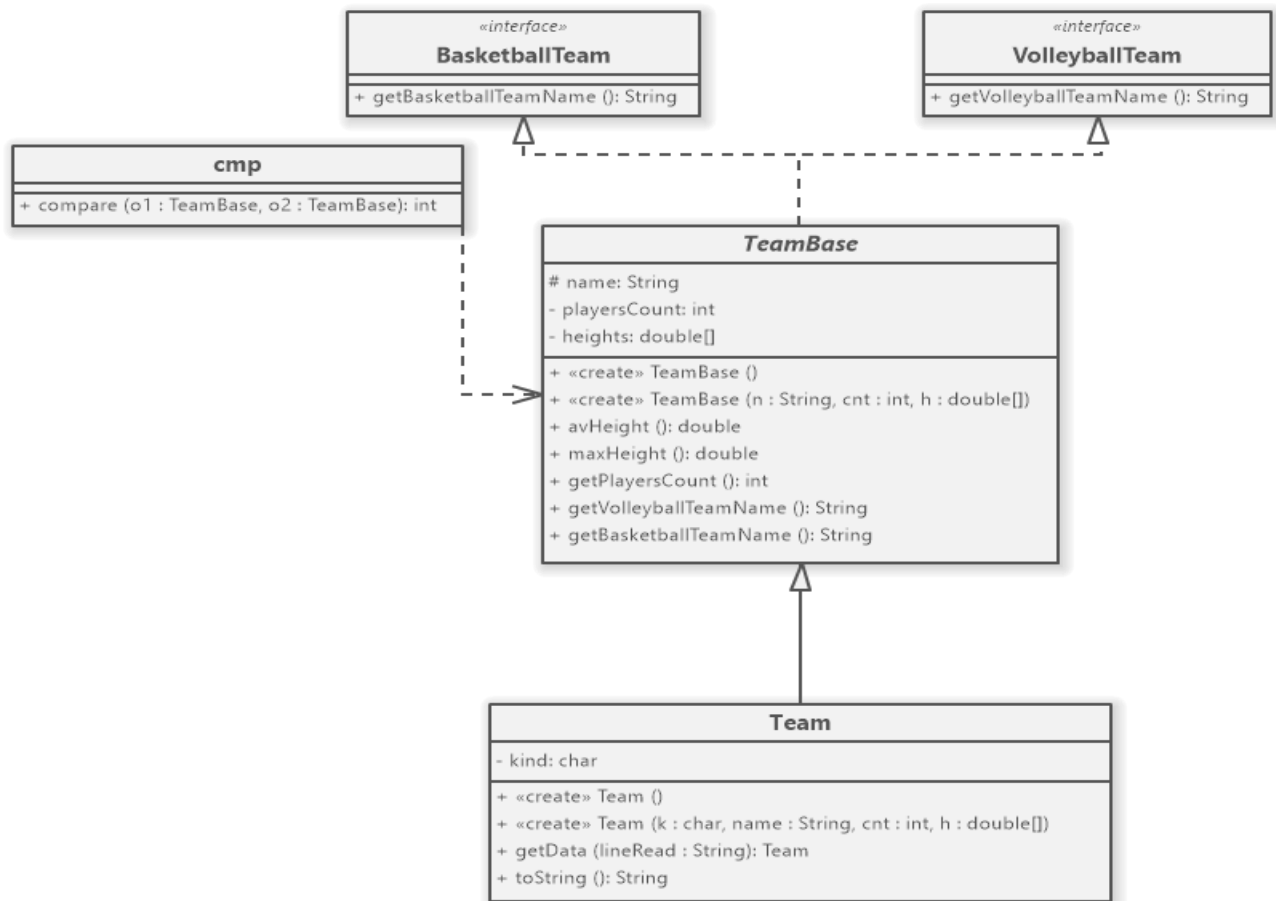 «interface»
BasketballTeam
+ getBasketballTeamName (): String
«interface»
VolleyballTeam
+ getVolleyballTeamName (): String
cmp
+ compare (o1 : TeamBase, o2 : TeamBase): int
TeamBase
# name: String
- playersCount: int
- heights: double[]
+ «create» TeamBase ()
+ «create» TeamBase (n : String, cnt : int, h : double[])
+ avHeight (): double
+ maxHeight (): double
+ getPlayersCount (): int
+ getVolleyballTeamName (): String
+ getBasketballTeamName (): String
Team
- kind: char
+ «create» Team ()
+ «create» Team (k : char, name : String, cnt : int, h : double[])
+ getData (lineRead : String): Team
+ toString (): String